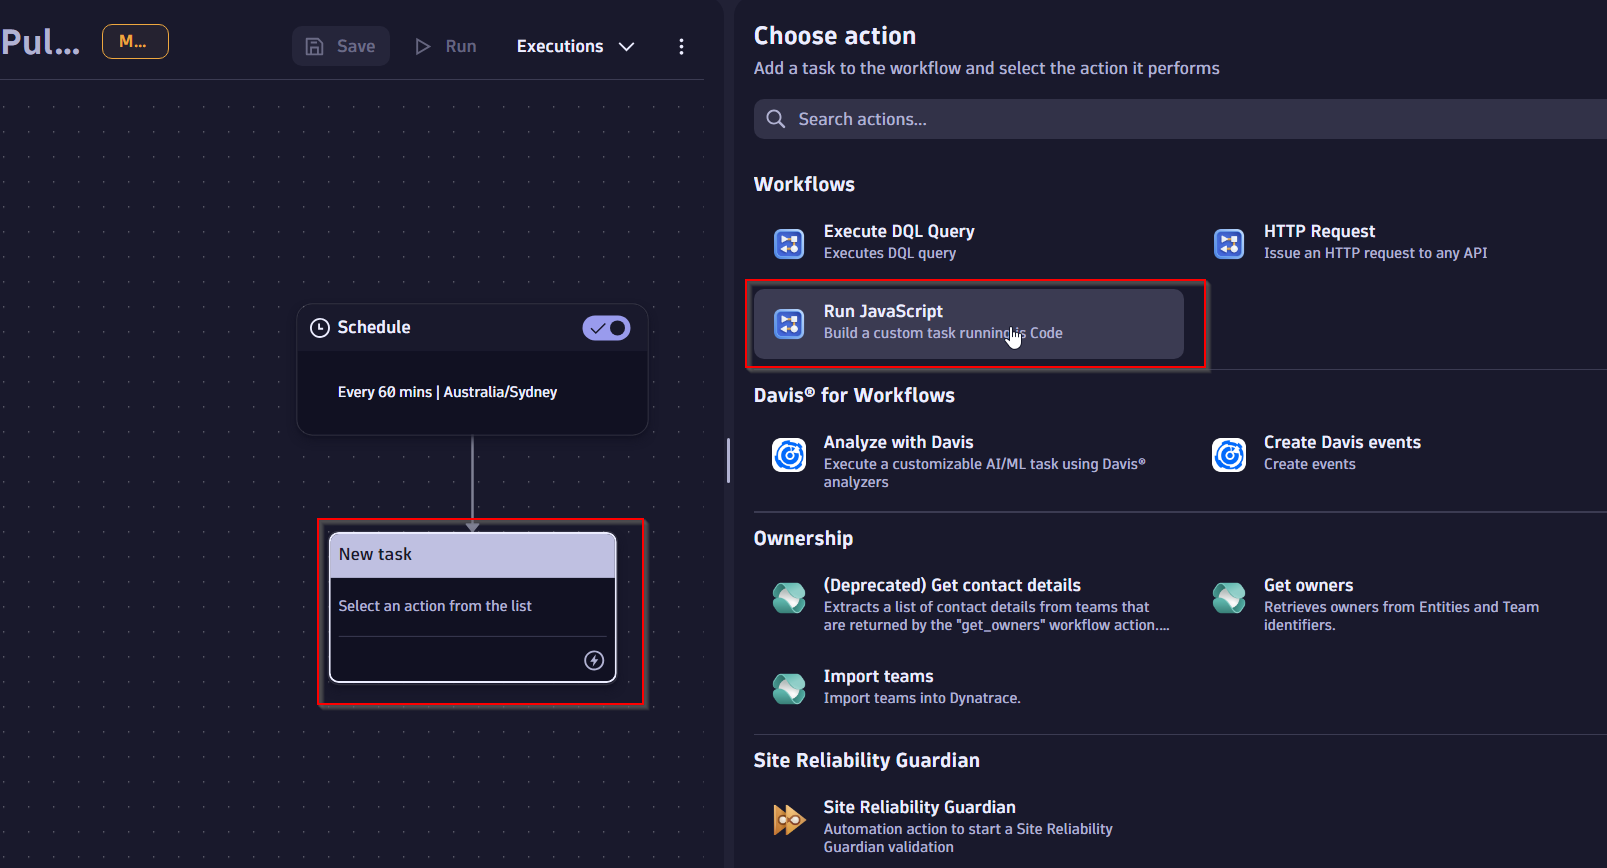 Pul...
M...
Save
Run
Executions
Schedule
Every 60 mins | Australia/Sydney
New task
Select an action from the list
Choose action
Add a task to the workflow and select the action it performs
Search actions...
Workflows
Execute DQL Query
Executes DQL query
HTTP Request
Issue an HTTP request to any API
Run JavaScript
Build a custom task running Code
Davis® for Workflows
Analyze with Davis
Execute a customizable AI/ML task using Davis®
analyzers
Create Davis events
Create events
Ownership
(Deprecated) Get contact details
Extracts a list of contact details from teams that
are returned by the "get_owners" workflow action....
Get owners
Retrieves owners from Entities and Team
identifiers.
Import teams
Import teams into Dynatrace.
Site Reliability Guardian
Site Reliability Guardian
Automation action to start a Site Reliability
Guardian validation